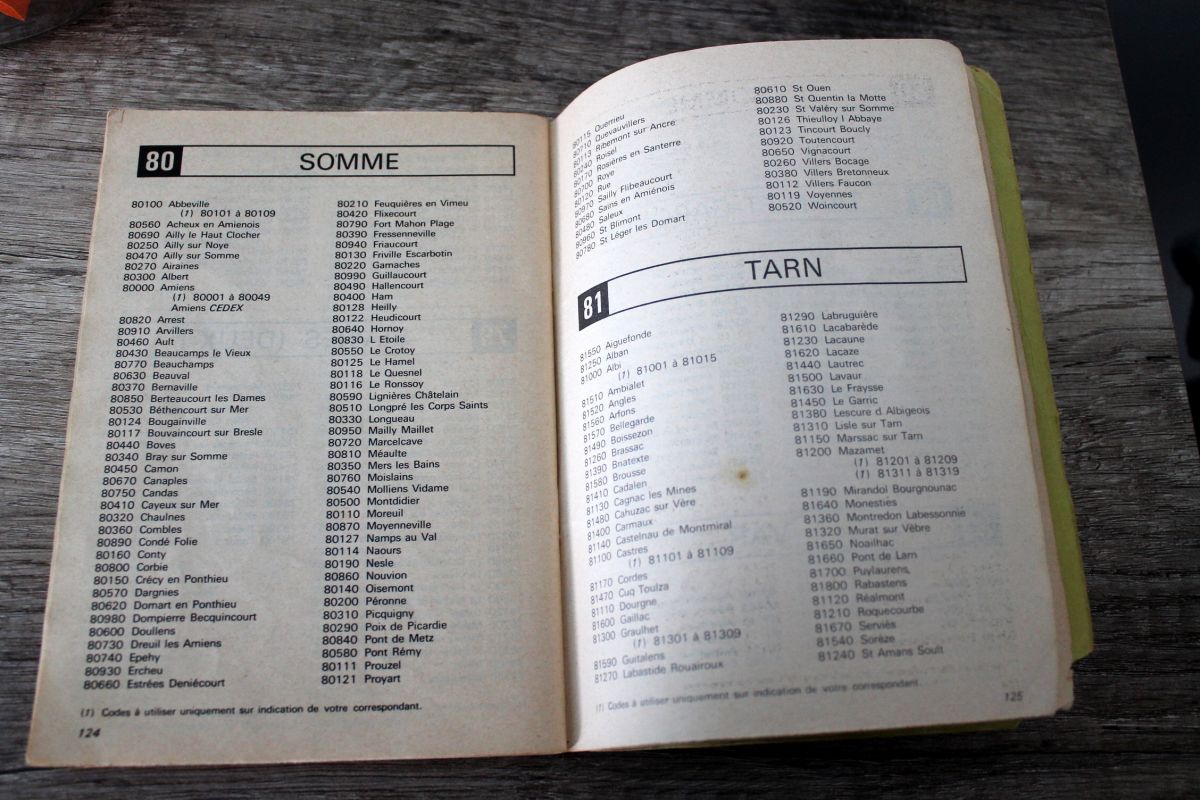 80 SOMME
80100 Abbeville
(1) 80101 à 80109
80560 Acheux en Amienois
80690 Ailly le Haut Clocher
80250 Ailly sur Noye
80470 Ailly sur Somme
80270 Airaines
80300 Albert
80000 Amiens
(1) 80001 à 80049
Amiens CEDEX
80820 Arrest
80910 Arvillers
80460 Ault
80430 Beaucamps le Vieux
80770 Beauchamps
80630 Beauval
80370 Bernaville
80850 Berteaucourt les Dames
80530 Béthencourt sur Mer
80124 Bougainville
80117 Bouvaincourt sur Bresle
80440 Boves
80340 Bray sur Somme
80450 Camon
80670 Canaples
80750 Candas
80410 Cayeux sur Mer
80320 Chaulnes
80360 Combles
80890 Condé Folie
80160 Conty
80800 Corbie
80150 Crécy en Ponthieu
80570 Dargnies
80620 Domart en Ponthieu
80980 Dompierre Becquincourt
80600 Doullens
80730 Dreuil les Amiens
80740 Epehy
80930 Ercheu
80660 Estrées Deniécourt
80210 Feuquières en Vimeu
80420 Flixecourt
80790 Fort Mahon Plage
80390 Fressenneville
80940 Friaucourt
80130 Friville Escarbotin
80220 Gamaches
80990 Guillaucourt
80490 Hallencourt
80400 Ham
80128 Heilly
80122 Heudicourt
80640 Hornoy
80830 L Etoile
80550 Le Crotoy
80125 Le Hamel
80118 Le Quesnel
80116 Le Ronssoy
80590 Lignières Châtelain
80510 Longpré les Corps Saints
80330 Longueau
80950 Mailly Maillet
80720 Marcelcave
80810 Méaulte
80350 Mers les Bains
80760 Moislains
80540 Molliens Vidame
80500 Montdidier
80110 Moreuil
80870 Moyenneville
80127 Namps au Val
80114 Naours
80190 Nesle
80860 Nouvion
80140 Oisemont
80200 Péronne
80310 Picquigny
80290 Poix de Picardie
80840 Pont de Metz
80580 Pont Rémy
80111 Prouzel
80121 Proyart
(1) Codes à utiliser uniquement sur indication de votre correspondant.
124
80115 Querrieu
80710 Quevauvillers
80113 Ribemont sur Ancre
80240 Roisel
80170 Rosières en Santerre
80700 Roye
80120 Rue
80970 Sailly Flibeaucourt
80680 Sains en Amiénois
80480 Saleux
80960 St Blimont
80780 St Léger les Domart
80610 St Ouen
80880 St Quentin la Motte
80230 St Valéry sur Somme
80126 Thieulloy l Abbaye
80123 Tincourt Boucly
80920 Toutencourt
80650 Vignacourt
80260 Villers Bocage
80380 Villers Bretonneux
80112 Villers Faucon
80119 Voyennes
80520 Woincourt
81 TARN
81550 Aiguefonde
81250 Alban
81000 Albi
(1) 81001 à 81015
81510 Ambialet
81520 Angles
81560 Arfons
81570 Bellegarde
81490 Boissezon
81260 Brassac
81390 Bnatexte
81580 Brousse
81410 Cadalen
81130 Cagnac les Mines
81480 Cahuzac sur Vère
81400 Carmaux
81140 Castelnau de Montmiral
81100 Castres
(1) 81101 à 81109
81170 Cordes
81470 Cuq Toulza
81110 Dourgne
81600 Gaillac
81300 Graulhet
(1) 81301 à 81309
81590 Guitalens
81270 Labastide Rouairoux
81290 Labruguière
81610 Lacabarède
81230 Lacaune
81620 Lacaze
81440 Lautrec
81500 Lavaur
81630 Le Fraysse
81450 Le Garric
81380 Lescure d Albigeois
81310 Lisle sur Tarn
81150 Marssac sur Tarn
81200 Mazamet
(1) 81201 à 81209
(1) 81311 à 81319
81190 Mirandol Bourgnounac
81640 Monesties
81360 Montredon Labessonnié
81320 Murat sur Vèbre
81650 Noailhac
81660 Pont de Larn
81700 Puylaurens,
81800 Rabastens
81120 Réalmont
81210 Roquecourbe
81670 Serviès
81540 Sorèze
81240 St Amans Soult
(1) Codes à utiliser uniquement sur indication de votre correspondant.
125